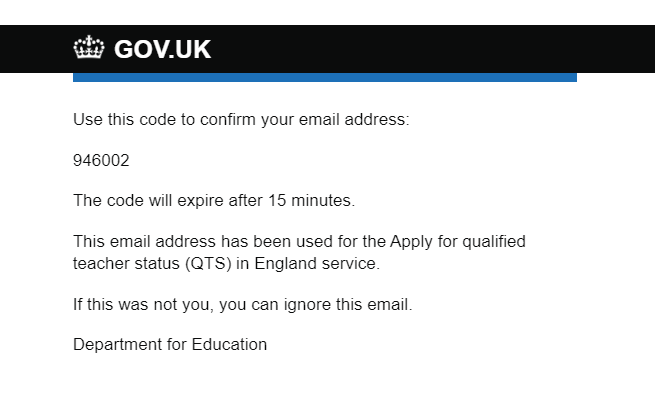 GOV.UK
Use this code to confirm your email address:
946002
The code will expire after 15 minutes.
This email address has been used for the Apply for qualified
teacher status (QTS) in England service.
If this was not you, you can ignore this email.
Department for Education